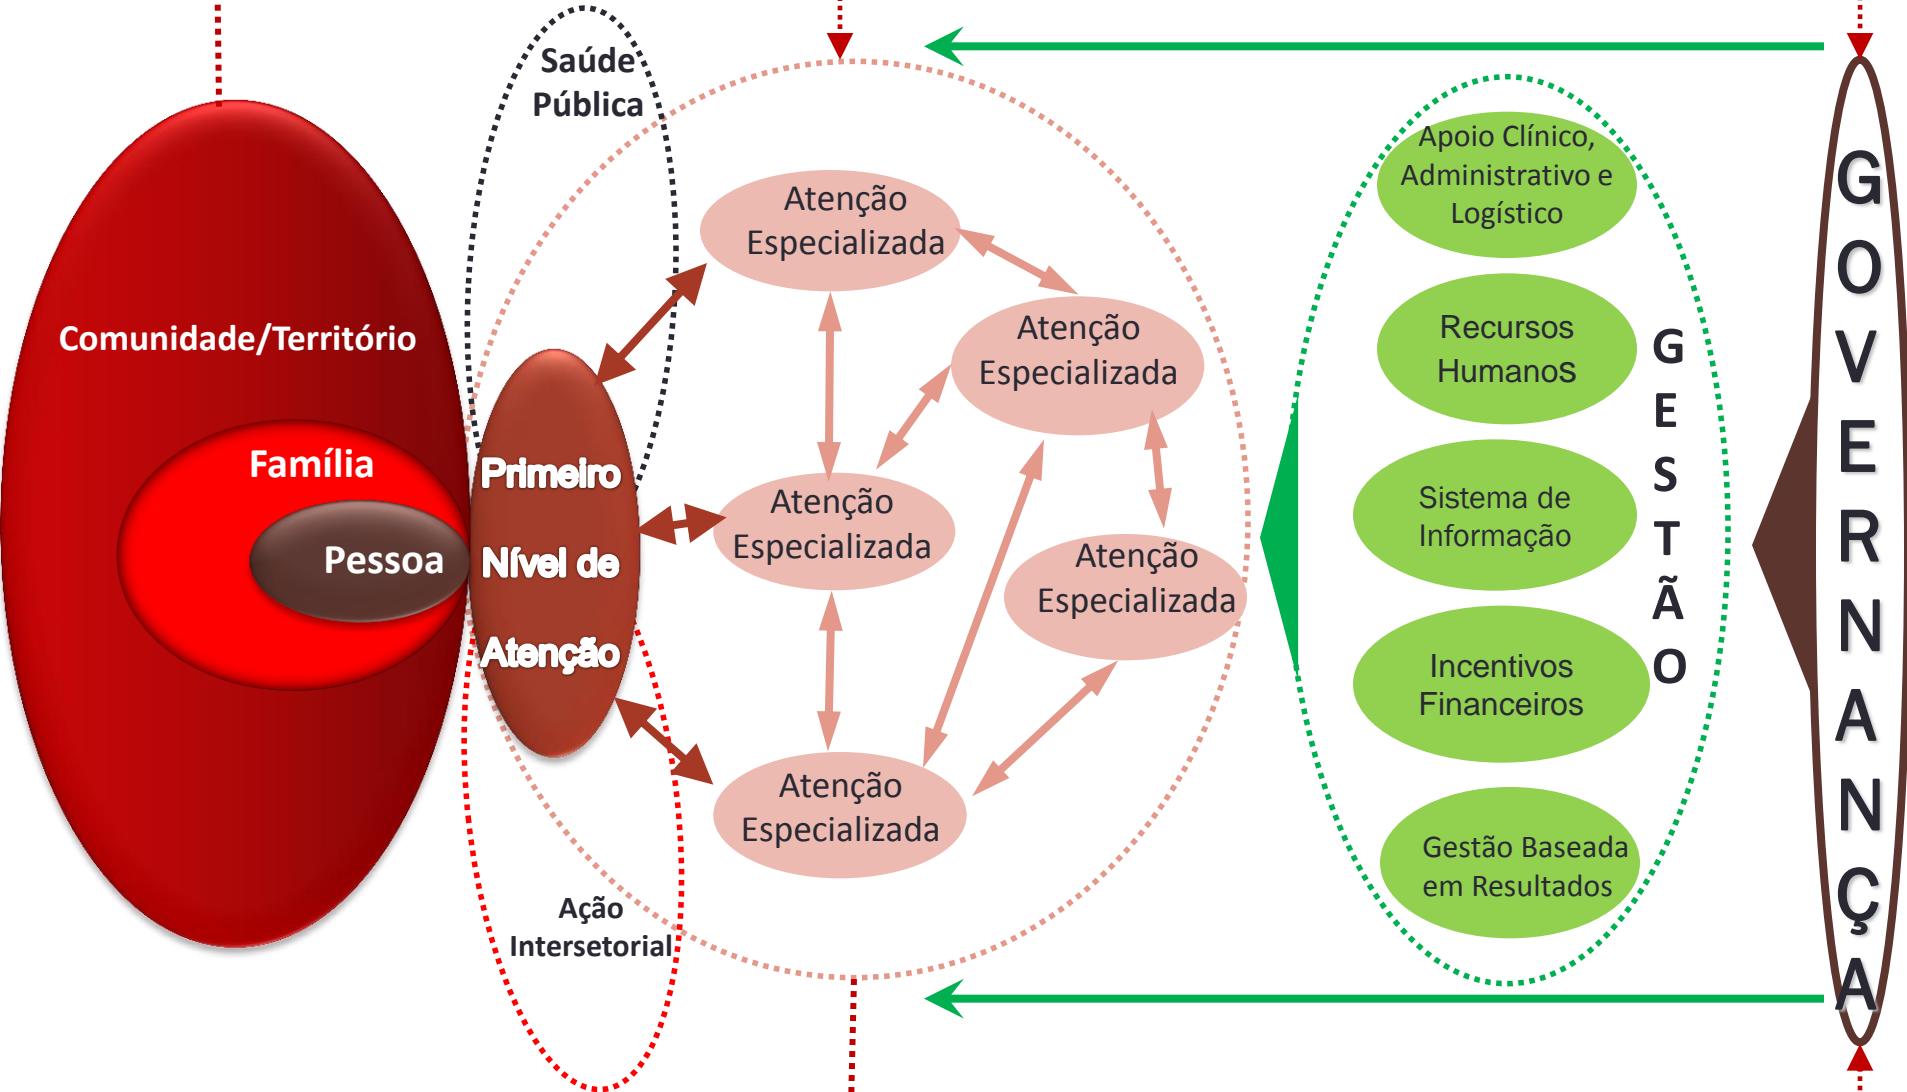 Saúde
Pública
Comunidade/Território
Família
Pessoa
Primeiro
Nível de
Atenção
Ação
Intersetorial
Atenção
Especializada
Atenção
Especializada
Atenção
Especializada
Atenção
Especializada
Atenção
Especializada
Apoio Clínico,
Administrativo e
Logístico
Recursos
Humanos
Sistema de
Informação
Incentivos
Financeiros
Gestão Baseada
em Resultados
G
E
S
T
Ã
O
G
O
V
E
R
N
A
N
Ç
A